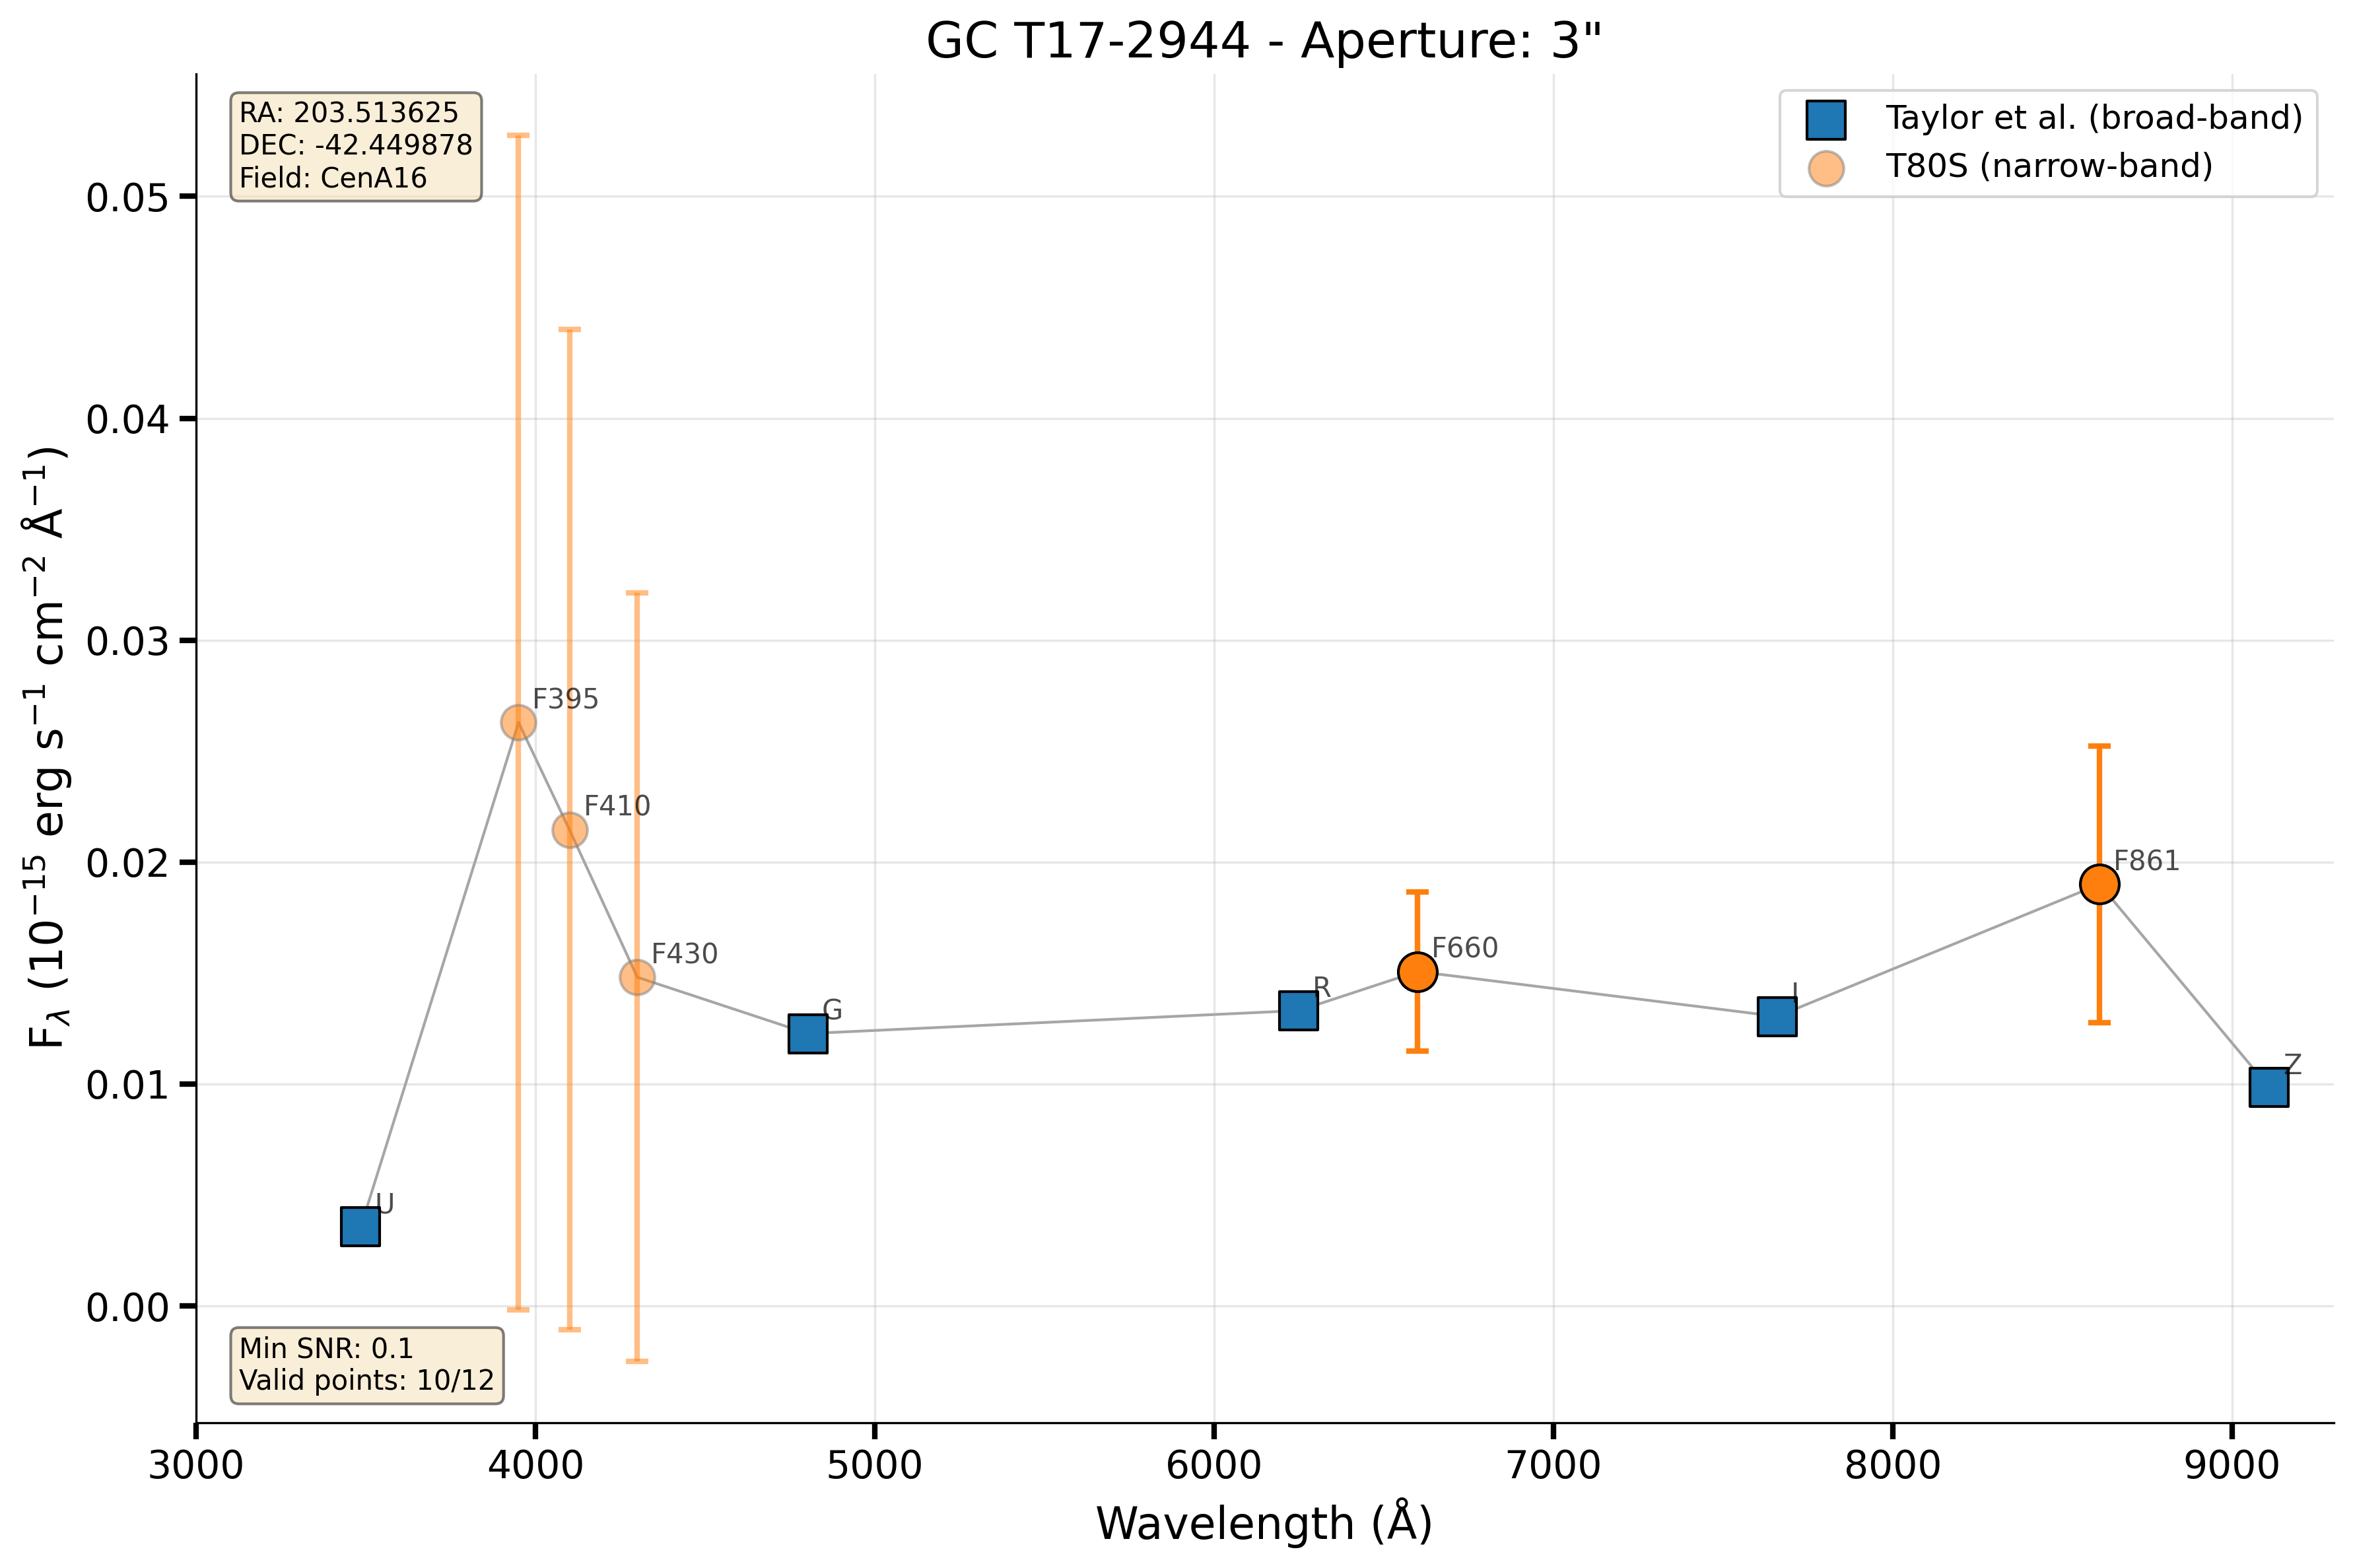 GC T17-2944 - Aperture: 3"
RA: 203.513625
DEC: -42.449878
Field: CenA16
Taylor et al. (broad-band)
T80S (narrow-band)
0.05
0.04
0.03
0.02
0.01
0.00
F$_\lambda$ (10$^{-15}$ erg s$^{-1}$ cm$^{-2}$ Å$^{-1}$)
F395
F410
F430
F861
F660
G
R
I
Z
U
Min SNR: 0.1
Valid points: 10/12
3000
4000
5000
6000
7000
8000
9000
Wavelength (Å)